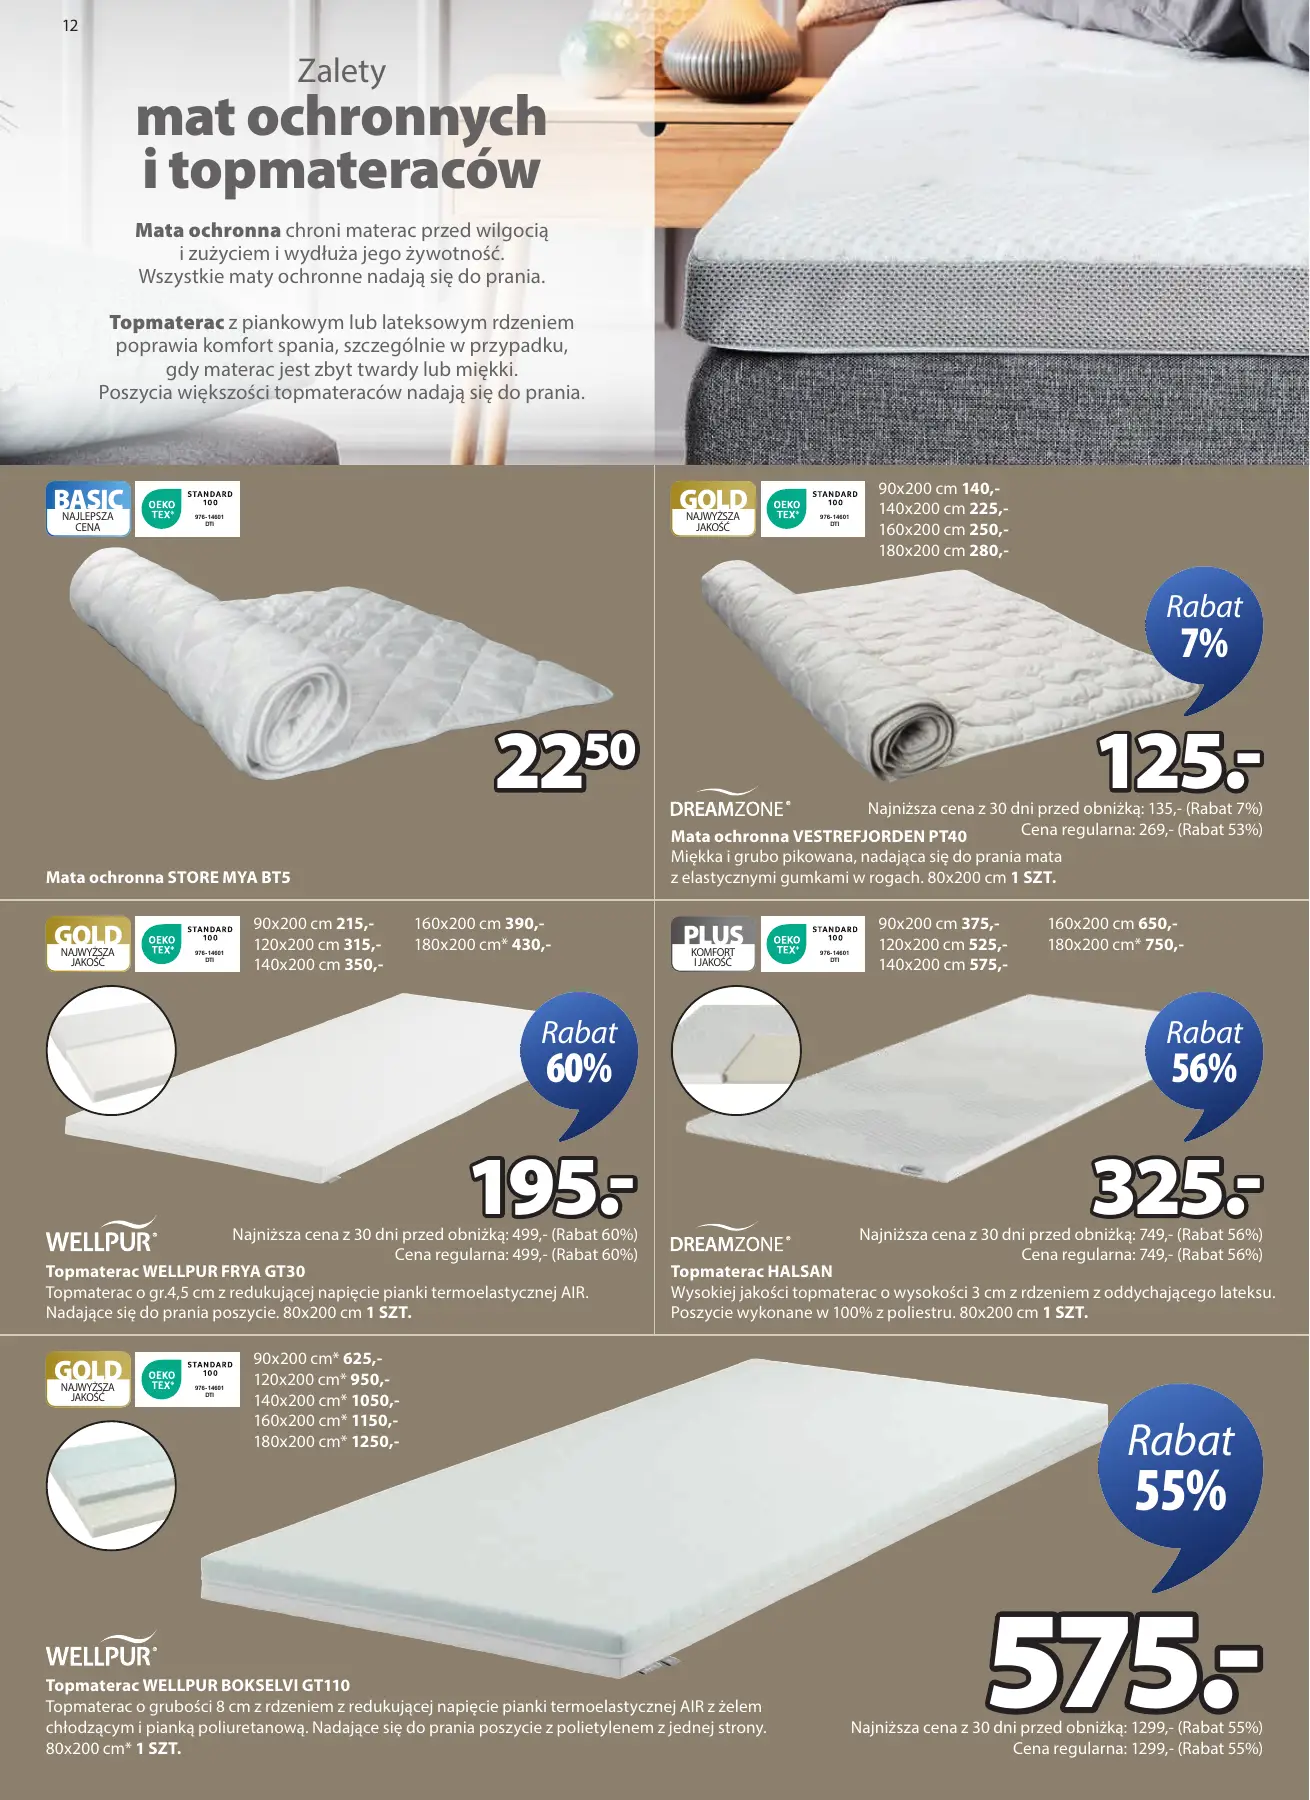 12
Zalety
mat ochronnych
i topmateraców
Mata ochronna chroni materac przed wilgocią
i zużyciem i wydłuża jego żywotność.
Wszystkie maty ochronne nadają się do prania.
Topmaterac z piankowym lub lateksowym rdzeniem
poprawia komfort spania, szczególnie w przypadku,
gdy materac jest zbyt twardy lub miękki.
Poszycia większości topmateraców nadają się do prania.
BASIC
NAJLEPSZA
CENA
OEKO
TEX®
STANDARD
100
976-14601
DTI
22⁵⁰
Mata ochronna STORE MYA BT5
GOLD
NAJWYŻSZA
JAKOŚĆ
OEKO
TEX®
STANDARD
100
976-14601
DTI
90x200 cm 140,-
140x200 cm 225,-
160x200 cm 250,-
180x200 cm 280,-
Rabat
7%
125.-
DREAMZONE®
Najniższa cena z 30 dni przed obniżką: 135,- (Rabat 7%)
Cena regularna: 269,- (Rabat 53%)
Mata ochronna VESTREFJORDEN PT40
Miękka i grubo pikowana, nadająca się do prania mata
z elastycznymi gumkami w rogach. 80x200 cm 1 SZT.
GOLD
NAJWYŻSZA
JAKOŚĆ
OEKO
TEX®
STANDARD
100
976-14601
DTI
90x200 cm 215,-
120x200 cm 315,-
140x200 cm 350,-
160x200 cm 390,-
180x200 cm* 430,-
Rabat
60%
195.-
WELLPUR®
Najniższa cena z 30 dni przed obniżką: 499,- (Rabat 60%)
Cena regularna: 499,- (Rabat 60%)
Topmaterac WELLPUR FRYA GT30
Topmaterac o gr.4,5 cm z redukującej napięcie pianki termoelastycznej AIR.
Nadające się do prania poszycie. 80x200 cm 1 SZT.
PLUS
KOMFORT
I JAKOŚĆ
OEKO
TEX®
STANDARD
100
976-14601
DTI
90x200 cm 375,-
120x200 cm 525,-
140x200 cm 575,-
160x200 cm 650,-
180x200 cm* 750,-
Rabat
56%
325.-
DREAMZONE®
Najniższa cena z 30 dni przed obniżką: 749,- (Rabat 56%)
Cena regularna: 749,- (Rabat 56%)
Topmaterac HALSAN
Wysokiej jakości topmaterac o wysokości 3 cm z rdzeniem z oddychającego lateksu.
Poszycie wykonane w 100% z poliestru. 80x200 cm 1 SZT.
GOLD
NAJWYŻSZA
JAKOŚĆ
OEKO
TEX®
STANDARD
100
976-14601
DTI
90x200 cm* 625,-
120x200 cm* 950,-
140x200 cm* 1050,-
160x200 cm* 1150,-
180x200 cm* 1250,-
Rabat
55%
575.-
WELLPUR®
Topmaterac WELLPUR BOKSELVI GT110
Topmaterac o grubości 8 cm z rdzeniem z redukującej napięcie pianki termoelastycznej AIR z żelem
chłodzącym i pianką poliuretanową. Nadające się do prania poszycie z polietylenem z jednej strony.
80x200 cm* 1 SZT.
Najniższa cena z 30 dni przed obniżką: 1299,- (Rabat 55%)
Cena regularna: 1299,- (Rabat 55%)